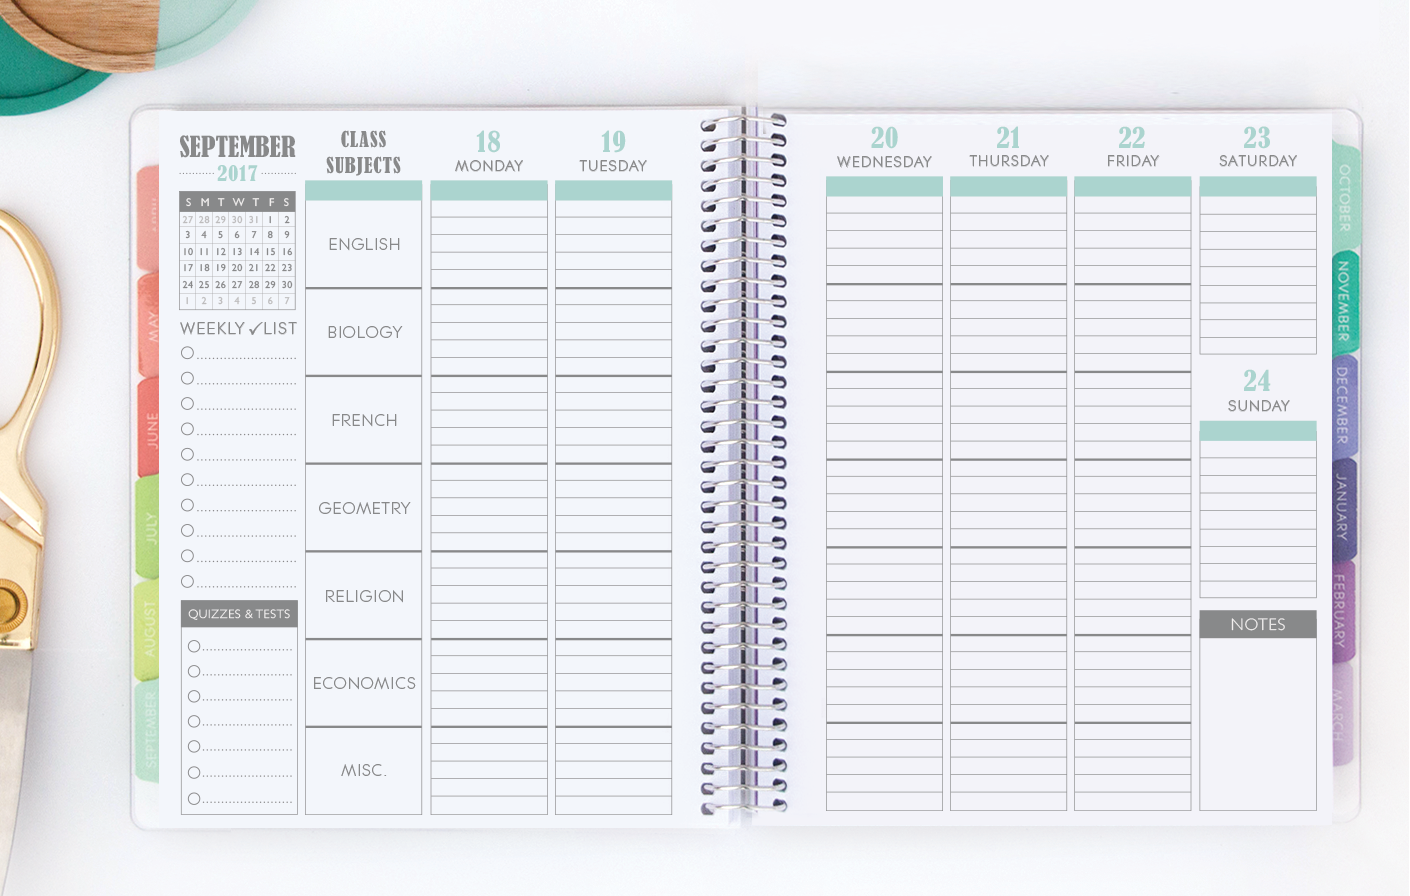 SEPTEMBER
2017
S M T W T F S
27 28 29 30 31 1 2
3 4 5 6 7 8 9
10 11 12 13 14 15 16
17 18 19 20 21 22 23
24 25 26 27 28 29 30
1 2 3 4 5 6 7
WEEKLY ✓LIST
QUIZZES & TESTS
CLASS
SUBJECTS
ENGLISH
BIOLOGY
FRENCH
GEOMETRY
RELIGION
ECONOMICS
MISC.
18
MONDAY
19
TUESDAY
20
WEDNESDAY
21
THURSDAY
22
FRIDAY
23
SATURDAY
24
SUNDAY
NOTES
MAY
JUNE
JULY
AUGUST
SEPTEMBER
OCTOBER
NOVEMBER
DECEMBER
JANUARY
FEBRUARY
MARCH